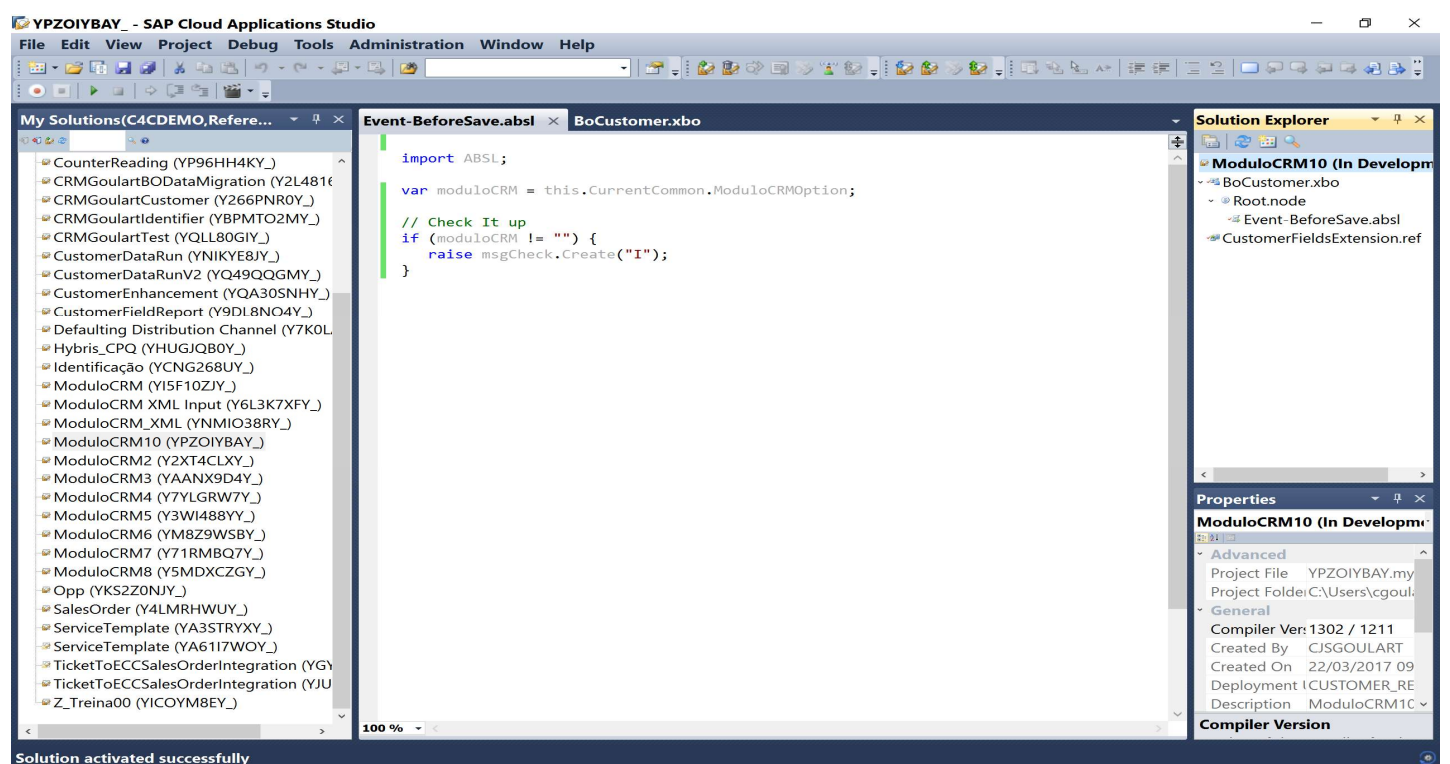 YPZOIYBAY_ - SAP Cloud Applications Studio
File Edit View Project Debug Tools Administration Window Help
My Solutions(C4CDEMO,Refere...
CounterReading (YP96HH4KY_)
CRMGoulartBODataMigration (Y2L4816
CRMGoulartCustomer (Y266PNR0Y_)
CRMGoulartIdentifier (YBPMTO2MY_)
CRMGoulartTest (YQLL80GIY_)
CustomerDataRun (YNIKYE8JY_)
CustomerDataRunV2 (YQ49QQGMY_)
CustomerEnhancement (YQA30SNHY_)
CustomerFieldReport (Y9DL8NO4Y_)
Defaulting Distribution Channel (Y7K0L
Hybris_CPQ (YHUGJQB0Y_)
Identificação (YCNG268UY_)
ModuloCRM (YI5F10ZJY_)
ModuloCRM XML Input (Y6L3K7XFY_)
ModuloCRM_XML (YNMIO38RY_)
ModuloCRM10 (YPZOIYBAY_)
ModuloCRM2 (Y2XT4CLXY_)
ModuloCRM3 (YAANX9D4Y_)
ModuloCRM4 (Y7YLGRW7Y_)
ModuloCRM5 (Y3WI488YY_)
ModuloCRM6 (YM8Z9WSBY_)
ModuloCRM7 (Y71RMBQ7Y_)
ModuloCRM8 (Y5MDXCZGY_)
Opp (YKS2Z0NJY_)
SalesOrder (Y4LMRHWUY_)
ServiceTemplate (YA3STRYXY_)
ServiceTemplate (YA61I7WOY_)
TicketToECCSalesOrderIntegration (YGY
TicketToECCSalesOrderIntegration (YJU
Z_Treina00 (YICOYM8EY_)
Event-BeforeSave.absl BoCustomer.xbo
import ABSL;
var moduloCRM = this.CurrentCommon.ModuloCRMOption;
// Check It up
if (moduloCRM != "") {
raise msgCheck.Create("I");
}
100 %
Solution Explorer
ModuloCRM10 (In Developm
BoCustomer.xbo
Root.node
Event-BeforeSave.absl
CustomerFieldsExtension.ref
Properties
ModuloCRM10 (In Developme
Advanced
Project File YPZOIYBAY.my
Project Folder C:\Users\cgoula
General
Compiler Vers 1302 / 1211
Created By CJSGOULART
Created On 22/03/2017 09
Deployment U CUSTOMER_RE
Description ModuloCRM10
Compiler Version
Solution activated successfully